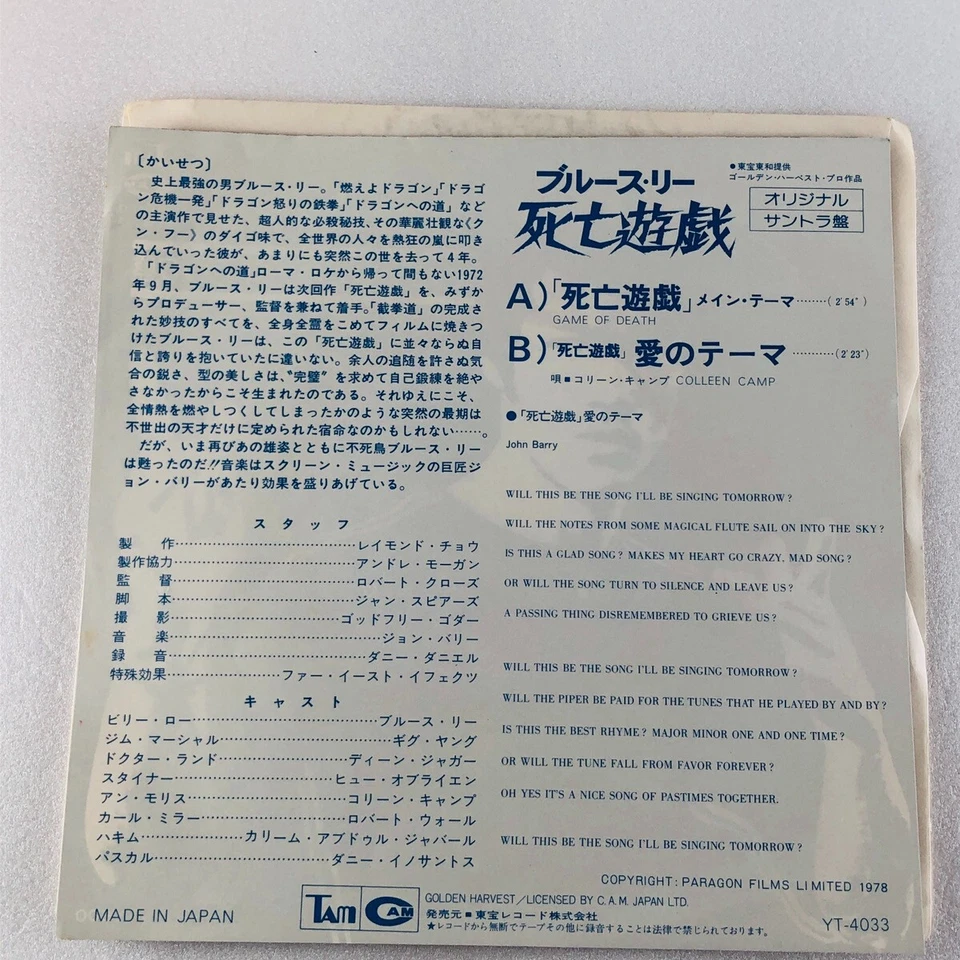 〔かいせつ〕
史上最強の男ブルース・リー。「燃えよドラゴン」「ドラゴ
ン危機一発」「ドラゴン怒りの鉄拳」「ドラゴンへの道」など
の主演作で見せた、超人的な必殺秘技、その華麗壮観な《ク
ン・フー》のダイゴ味で、全世界の人々を熱狂の嵐に叩き
込んでいった彼が、あまりにも突然この世を去って4年。
「ドラゴンへの道」ローマ・ロケから帰って間もない1972
年9月、ブルース・リーは次回作「死亡遊戯」を、みずか
らプロデューサー、監督を兼ねて着手。「截拳道」の完成さ
れた妙技のすべてを、全身全霊をこめてフィルムに焼きつ
けたブルース・リーは、この「死亡遊戯」に並々ならぬ自
信と誇りを抱いていたに違いない。余人の追随を許さぬ気
合の鋭さ、型の美しさは、〝完璧〟を求めて自己鍛練を絶や
さなかったからこそ生まれたのである。それゆえにこそ、
全情熱を燃やしつくしてしまったかのような突然の最期は
不世出の天才だけに定められた宿命なのかもしれない……。
だが、いま再びあの雄姿とともに不死鳥ブルース・リー
は甦ったのだ!!音楽はスクリーン・ミュージックの巨匠ジ
ョン・バリーがあたり効果を盛りあげている。
スタッフ
製作…………レイモンド・チョウ
製作協力…………アンドレ・モーガン
監督…………ロバート・クローズ
脚本…………ジャン・スピアーズ
撮影…………ゴッドフリー・ゴダー
音楽…………ジョン・バリー
録音…………ダニー・ダニエル
特殊効果…………ファー・イースト・イフェクツ
キャスト
ビリー・ロー…………ブルース・リー
ジム・マーシャル…………ギグ・ヤング
ドクター・ランド…………ディーン・ジャガー
スタイナー…………ヒュー・オブライエン
アン・モリス…………コリーン・キャンプ
カール・ミラー…………ロバート・ウォール
ハキム…………カリーム・アブドゥル・ジャバール
パスカル…………ダニー・イノサントス
ブルース・リー
死亡遊戯
●東宝東和提供
ゴールデン・ハーベスト・プロ作品
オリジナル
サントラ盤
A)「死亡遊戯」メイン・テーマ……(2'54")
GAME OF DEATH
B)「死亡遊戯」愛のテーマ…………(2'23")
唄■コリーン・キャンプ COLLEEN CAMP
●「死亡遊戯」愛のテーマ
John Barry
WILL THIS BE THE SONG I'LL BE SINGING TOMORROW?
WILL THE NOTES FROM SOME MAGICAL FLUTE SAIL ON INTO THE SKY?
IS THIS A GLAD SONG? MAKES MY HEART GO CRAZY, MAD SONG?
OR WILL THE SONG TURN TO SILENCE AND LEAVE US?
A PASSING THING DISREMEMBERED TO GRIEVE US?
WILL THIS BE THE SONG I'LL BE SINGING TOMORROW?
WILL THE PIPER BE PAID FOR THE TUNES THAT HE PLAYED BY AND BY?
IS THIS THE BEST RHYME? MAJOR MINOR ONE AND ONE TIME?
OR WILL THE TUNE FALL FROM FAVOR FOREVER?
OH YES IT'S A NICE SONG OF PASTIMES TOGETHER.
WILL THIS BE THE SONG I'LL BE SINGING TOMORROW?
COPYRIGHT: PARAGON FILMS LIMITED 1978
MADE IN JAPAN
TAM CAM
GOLDEN HARVEST/LICENSED BY C.A.M. JAPAN LTD.
発売元■東宝レコード株式会社
★レコードから無断でテープその他に録音することは法律で禁じられております。
YT-4033